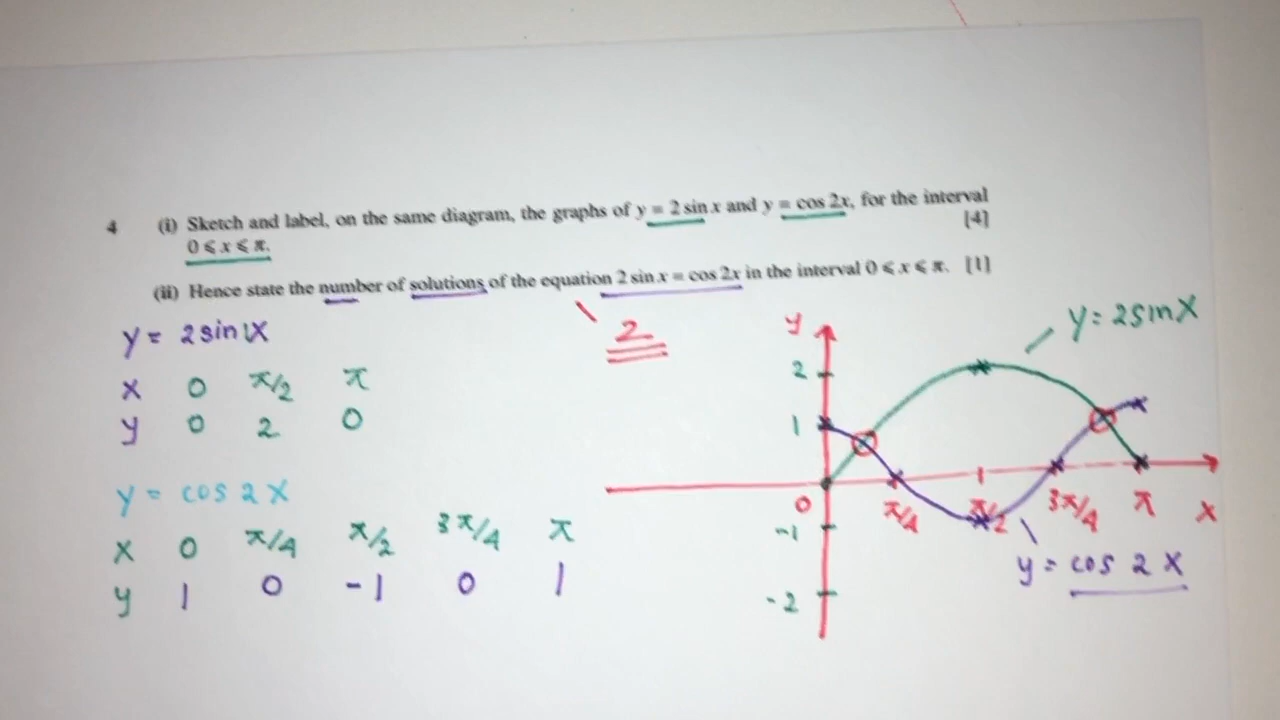 4 (i) Sketch and label, on the same diagram, the graphs of y = 2 sin x and y = cos 2x, for the interval
0 ⩽ x ⩽ π. [4]
(ii) Hence state the number of solutions of the equation 2 sin x = cos 2x in the interval 0 ⩽ x ⩽ π. [1]
2
y = 2 sin x
x 0 π/2 π
y 0 2 0
y = cos 2x
x 0 π/4 π/2 3π/4 π
y 1 0 -1 0 1
y
y = 2sinx
2
1
0 π/4 π/2 3π/4 π x
-1
y = cos 2x
-2